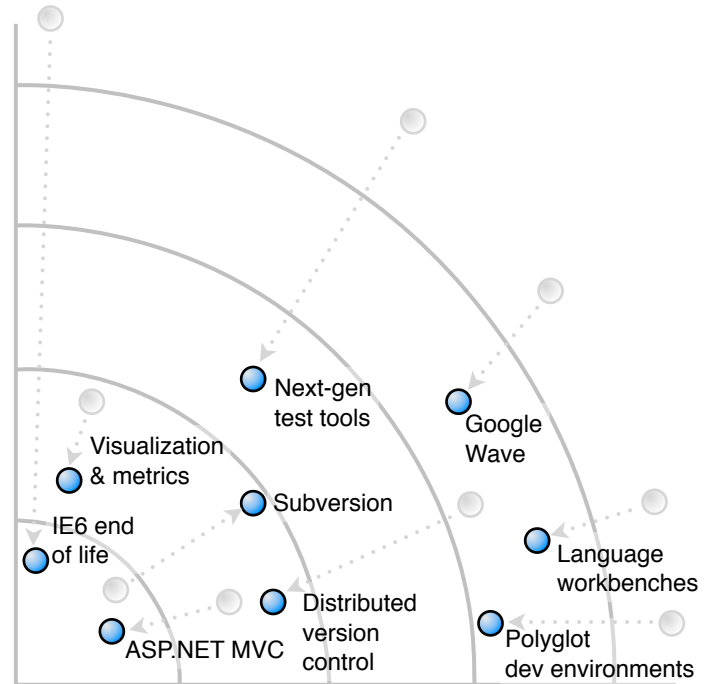 Next-gen
test tools
Google
Wave
Visualization
& metrics
Subversion
IE6 end
of life
Language
workbenches
Distributed
version
control
ASP.NET MVC
Polyglot
dev environments